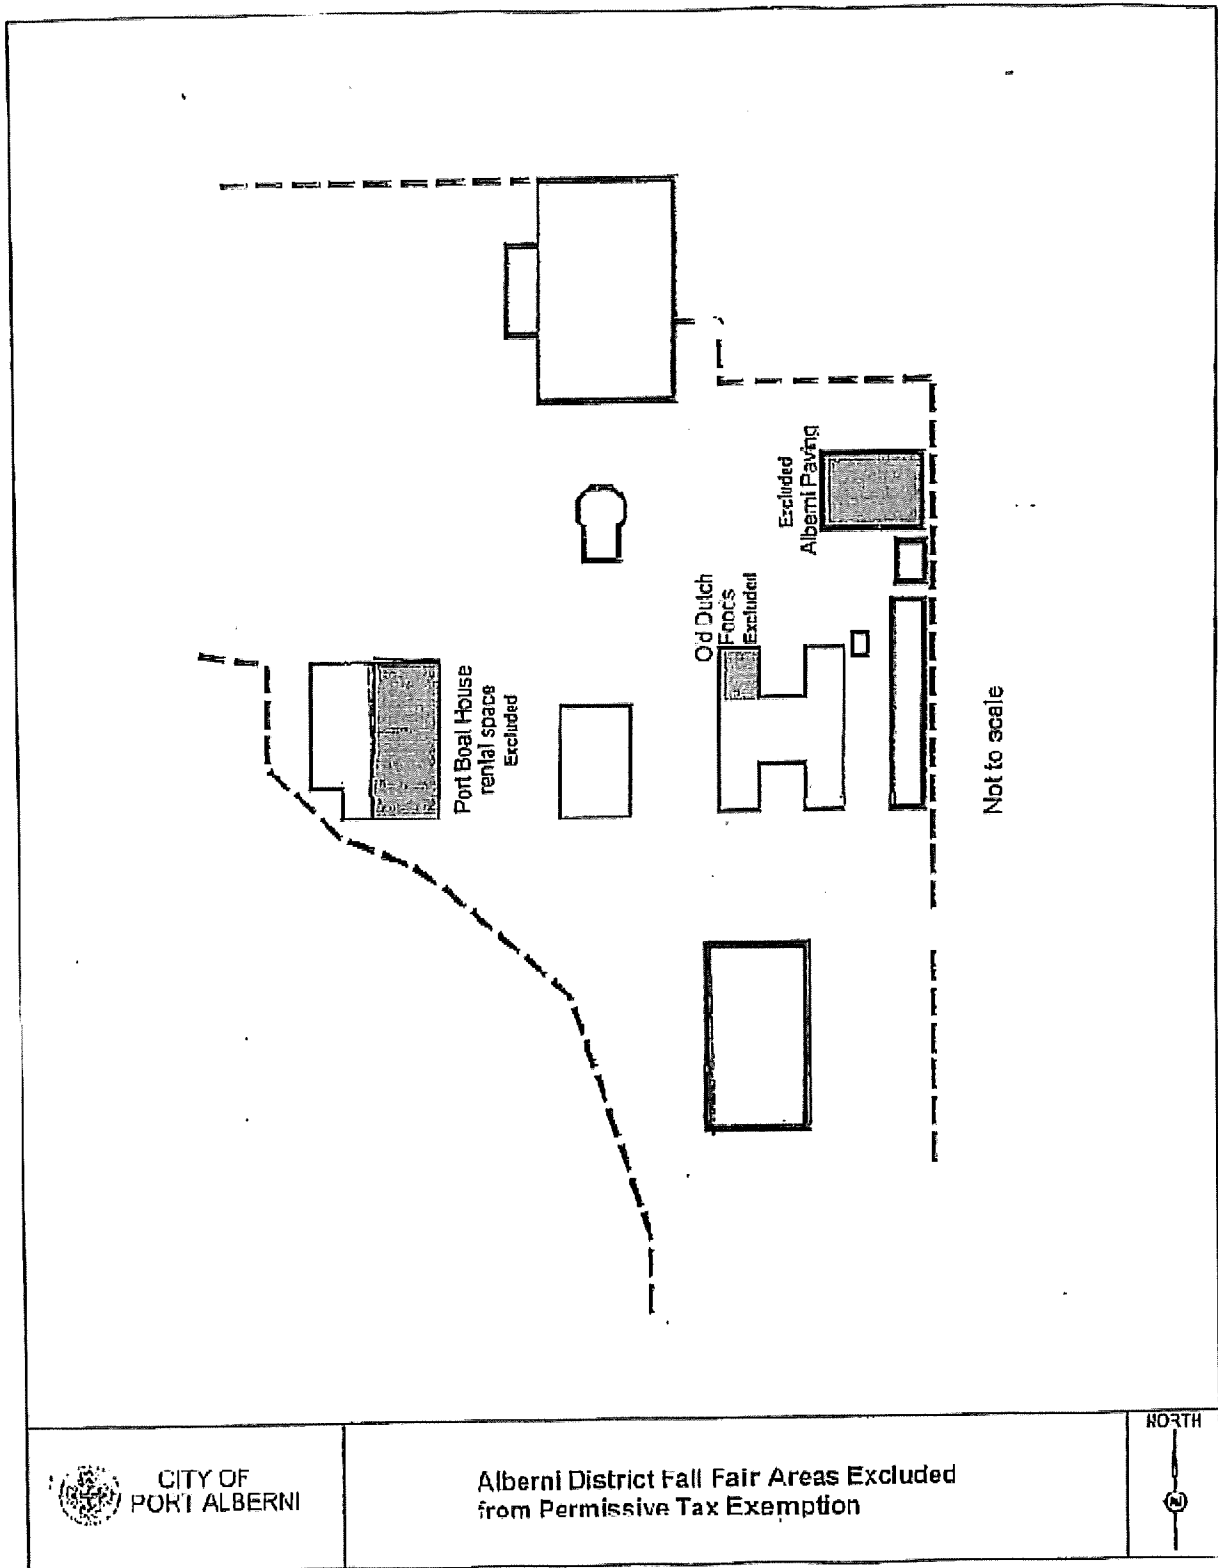 Excluded
Alberni Paving
Old Dutch
Foods
Excluded
Port Boat House
rental space
Excluded
Not to scale
CITY OF
PORT ALBERNI
Alberni District Fall Fair Areas Excluded
from Permissive Tax Exemption
NORTH
N